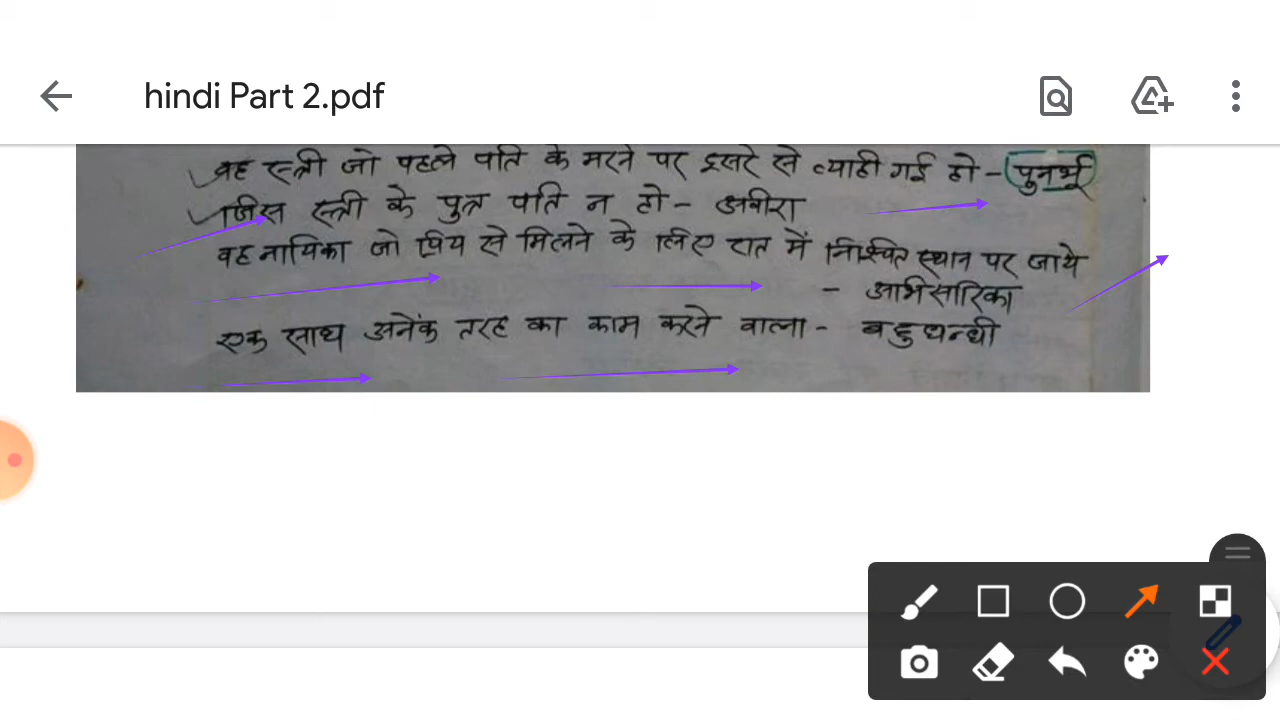 hindi Part 2.pdf
वह स्त्री जो पहले पति के मरने पर दूसरे से ब्याही गई हो - पुनर्भू
जिस स्त्री के पुत्र पति न हो - अवीरा
वह नायिका जो प्रिय से मिलने के लिए रात में निश्चित स्थान पर जाये
- अभिसारिका
एक साथ अनेक तरह का काम करने वाला - बहुधन्धी